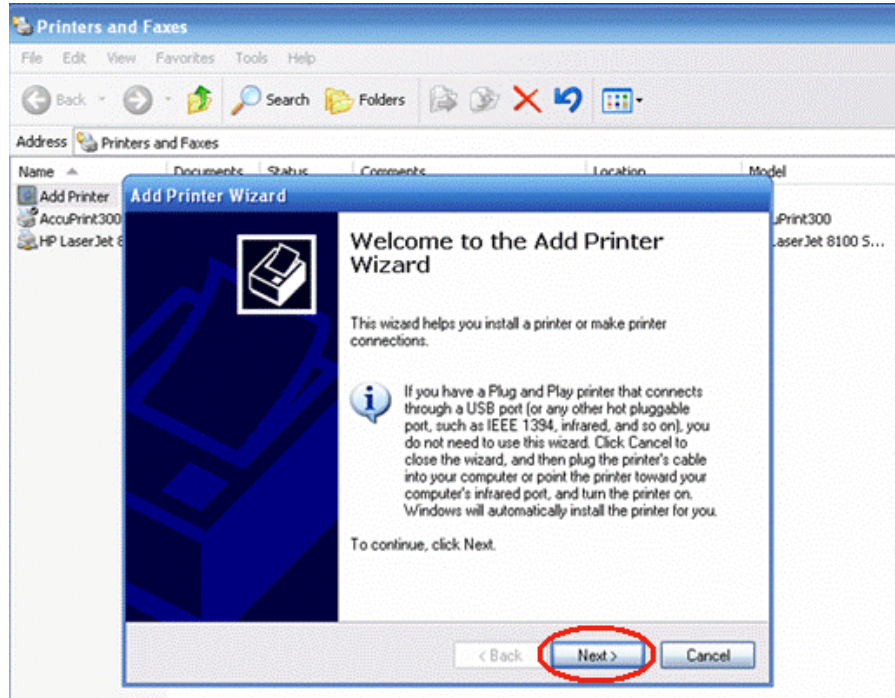 Printers and Faxes
File Edit View Favorites Tools Help
Back Search Folders
Address Printers and Faxes
Name Documents Status Comments Location Model
Add Printer
AccuPrint300 uPrint300
HP LaserJet 8 aserJet 8100 S...
Add Printer Wizard
Welcome to the Add Printer
Wizard
This wizard helps you install a printer or make printer
connections.
If you have a Plug and Play printer that connects
through a USB port (or any other hot pluggable
port, such as IEEE 1394, infrared, and so on), you
do not need to use this wizard. Click Cancel to
close the wizard, and then plug the printer's cable
into your computer or point the printer toward your
computer's infrared port, and turn the printer on.
Windows will automatically install the printer for you.
To continue, click Next.
< Back Next > Cancel